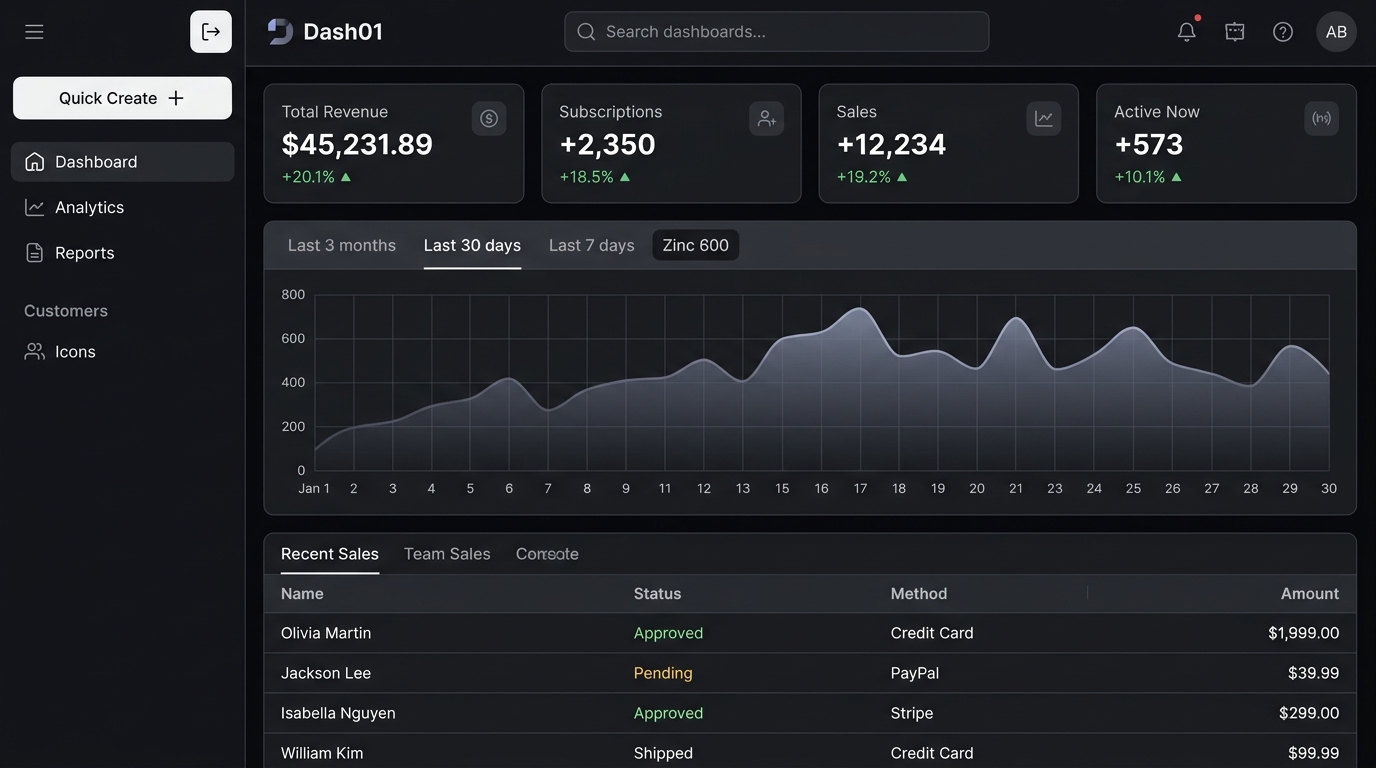 Dash01
Search dashboards...
AB
Quick Create
Dashboard
Analytics
Reports
Customers
Icons
Total Revenue
$45,231.89
+20.1%
Subscriptions
+2,350
+18.5%
Sales
+12,234
+19.2%
Active Now
+573
+10.1%
Last 3 months Last 30 days Last 7 days Zinc 600
800
600
400
200
0
Jan 1 2 3 4 5 6 7 8 9 11 12 13 15 16 17 18 19 20 21 23 24 25 26 27 28 29 30
Recent Sales Team Sales
Name Status Method Amount
Olivia Martin Approved Credit Card $1,999.00
Jackson Lee Pending PayPal $39.99
Isabella Nguyen Approved Stripe $299.00
William Kim Shipped Credit Card $99.99